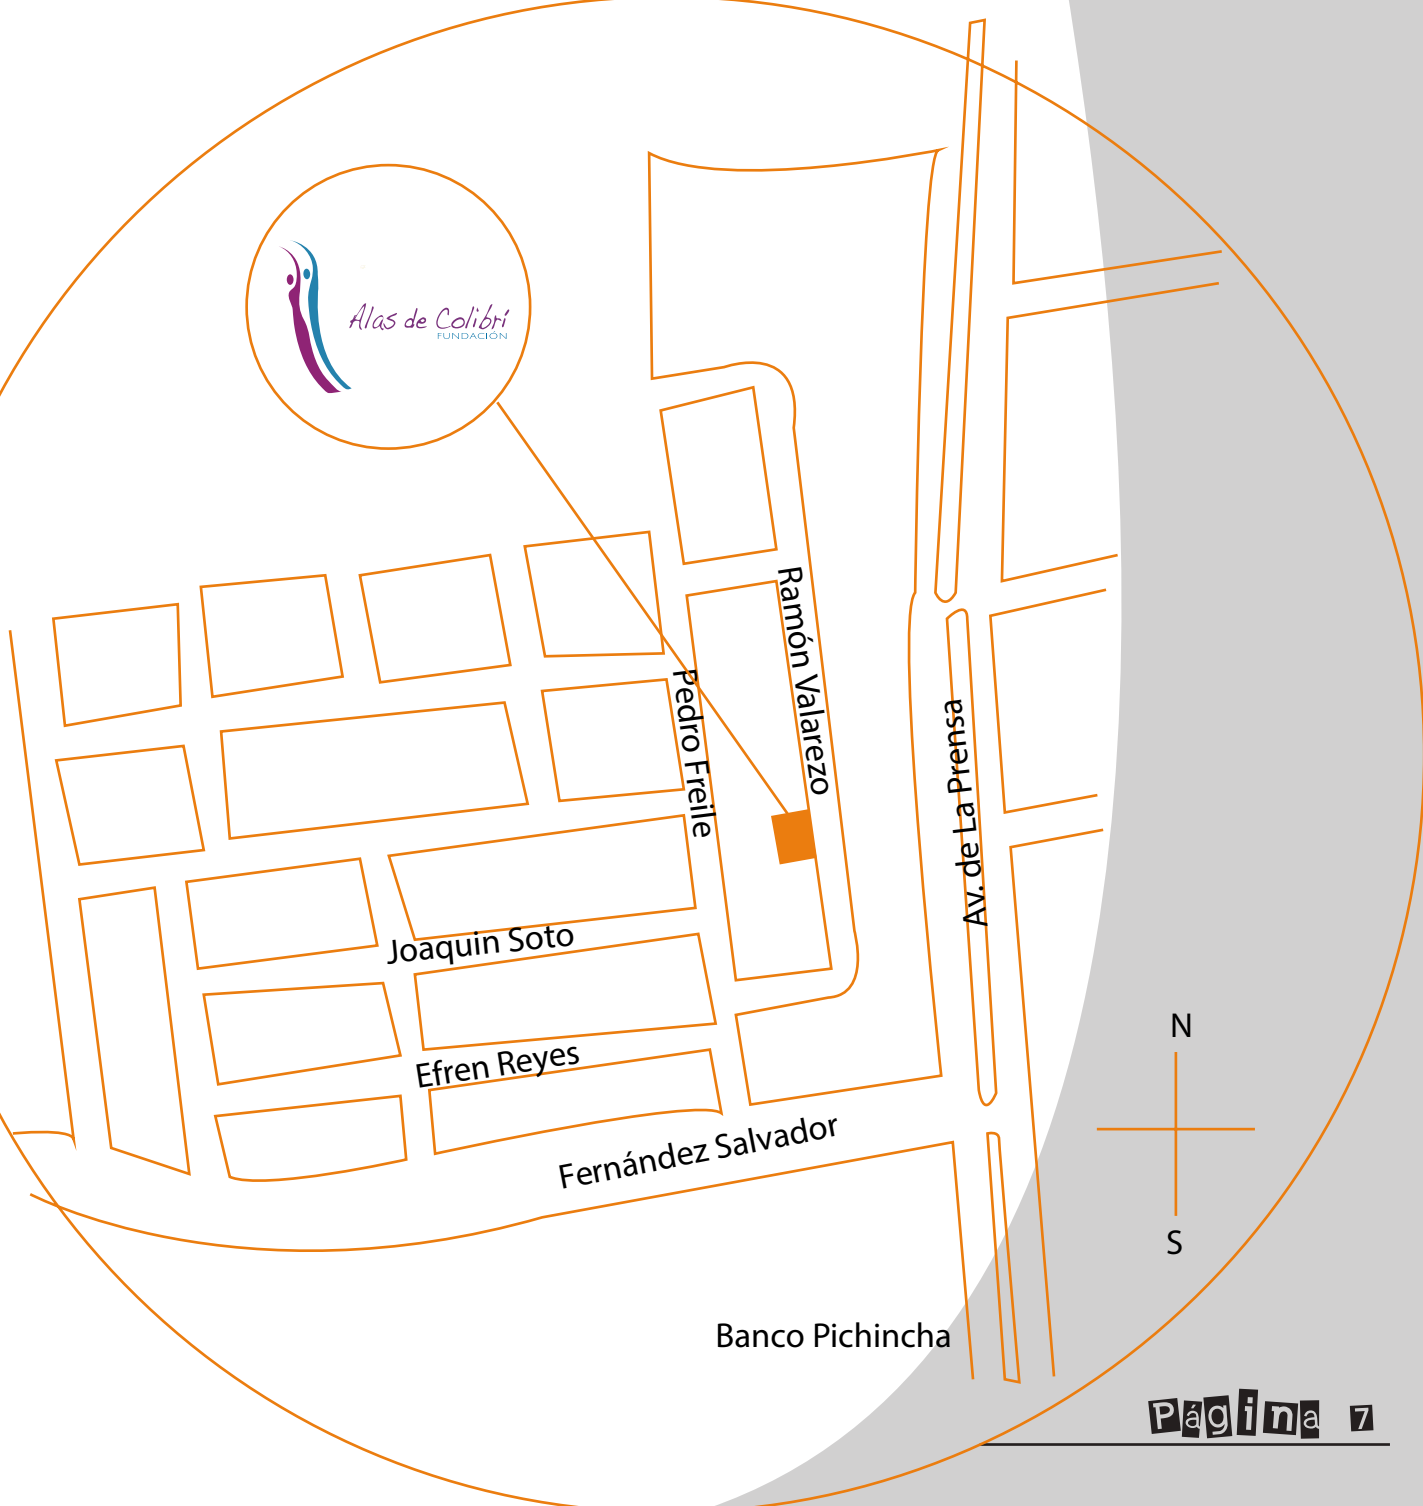 Alas de Colibrí
FUNDACIÓN
Ramón Valarezo
Pedro Freile
Av. de La Prensa
Joaquin Soto
Efren Reyes
Fernández Salvador
N
S
Banco Pichincha
Página 7